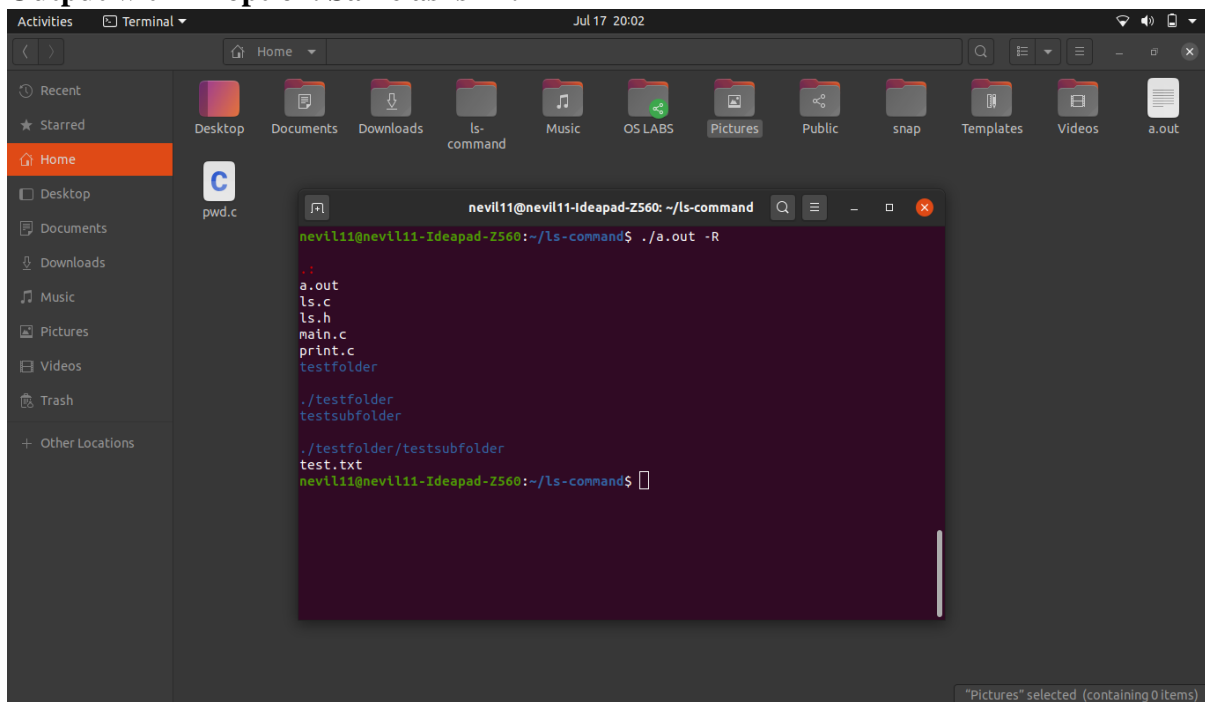 Activities Terminal Jul 17 20:02
Home
Recent
Starred
Home
Desktop
Documents
Downloads
Music
Pictures
Videos
Trash
+ Other Locations
Desktop Documents Downloads ls-command Music OS LABS Pictures Public snap Templates Videos a.out
C
pwd.c
nevil11@nevil11-Ideapad-Z560: ~/ls-command
nevil11@nevil11-Ideapad-Z560:~/ls-command$ ./a.out -R
.:
a.out
ls.c
ls.h
main.c
print.c
testfolder
./testfolder
testsubfolder
./testfolder/testsubfolder
test.txt
nevil11@nevil11-Ideapad-Z560:~/ls-command$
"Pictures" selected (containing 0 items)